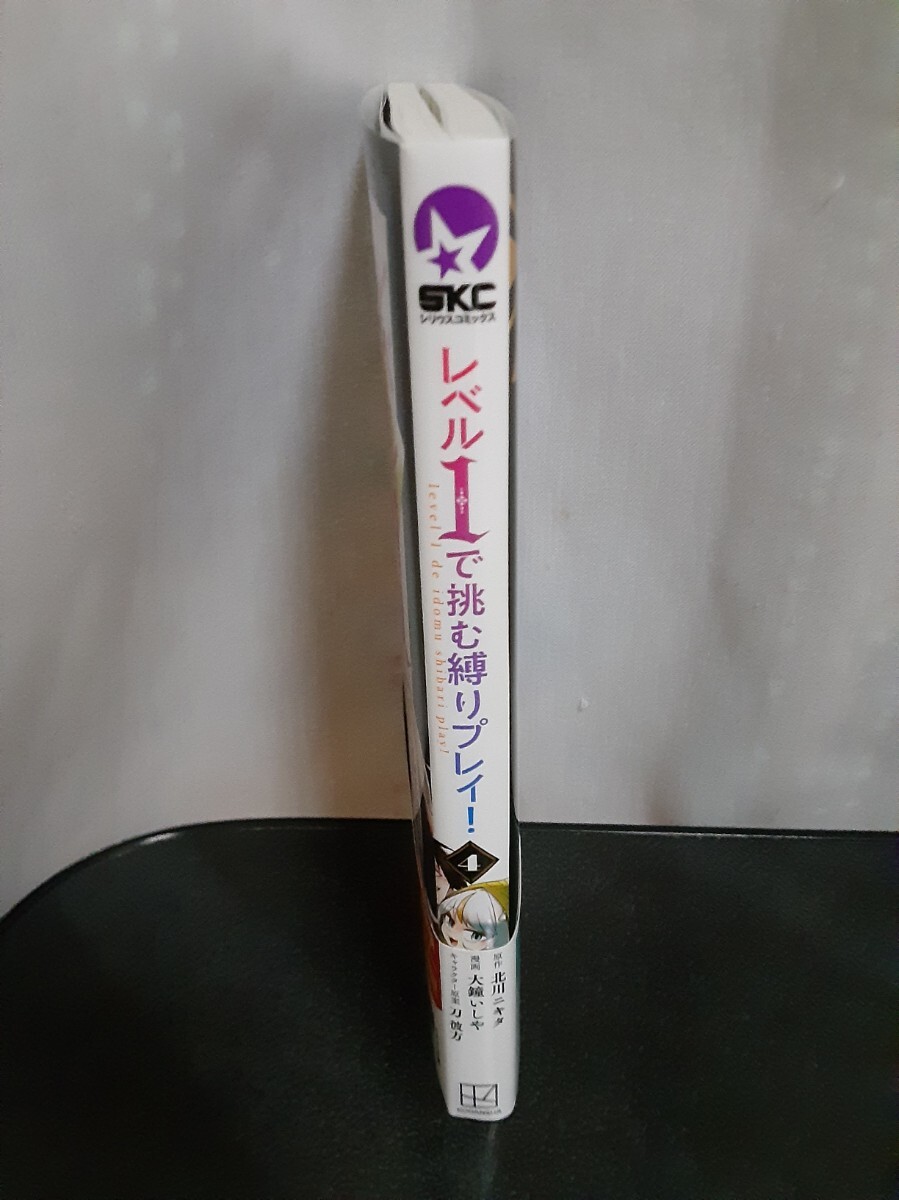 SKC
シリウスコミックス
レベル1で挑む縛りプレイ!
level 1 de idomu shibari play!
4
原作 北川ニキタ
漫画 大鐘いしや
キャラクター原案 刀 彼方
KODANSHA